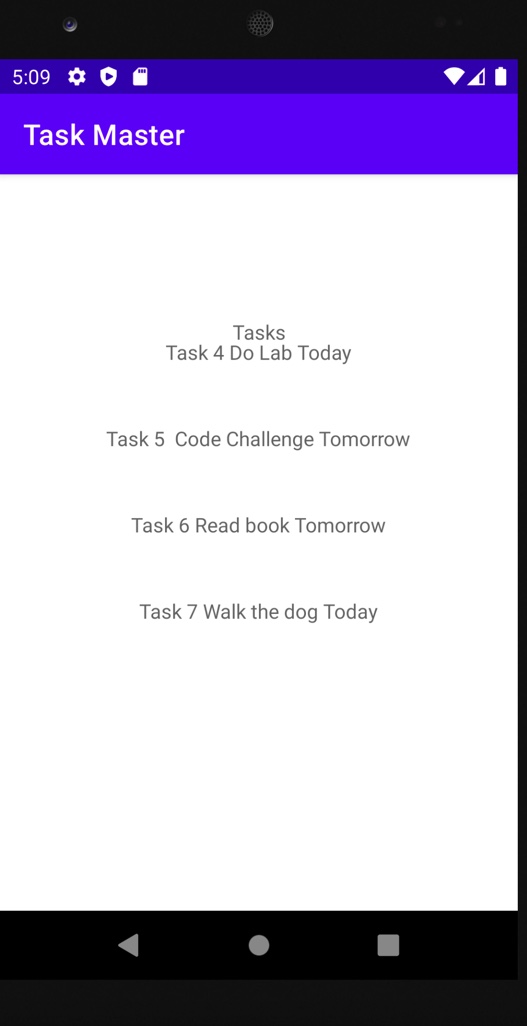 5:09
Task Master
Tasks
Task 4 Do Lab Today
Task 5  Code Challenge Tomorrow
Task 6 Read book Tomorrow
Task 7 Walk the dog Today